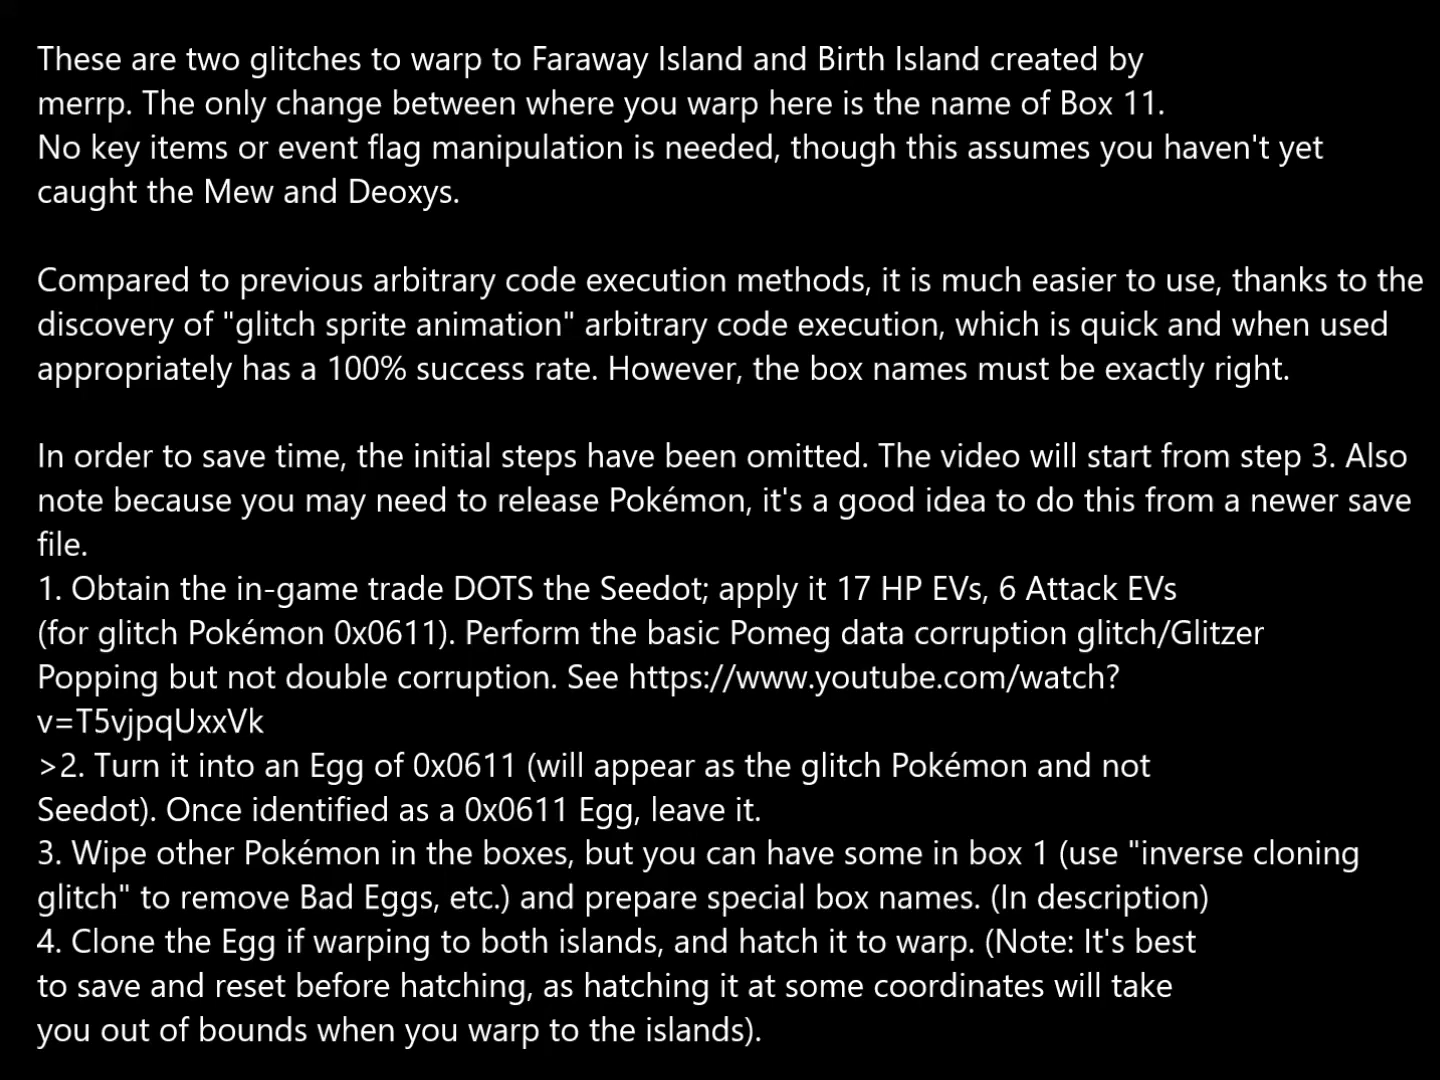 These are two glitches to warp to Faraway Island and Birth Island created by
merrp. The only change between where you warp here is the name of Box 11.
No key items or event flag manipulation is needed, though this assumes you haven't yet
caught the Mew and Deoxys.
Compared to previous arbitrary code execution methods, it is much easier to use, thanks to the
discovery of "glitch sprite animation" arbitrary code execution, which is quick and when used
appropriately has a 100% success rate. However, the box names must be exactly right.
In order to save time, the initial steps have been omitted. The video will start from step 3. Also
note because you may need to release Pokémon, it's a good idea to do this from a newer save
file.
1. Obtain the in-game trade DOTS the Seedot; apply it 17 HP EVs, 6 Attack EVs
(for glitch Pokémon 0x0611). Perform the basic Pomeg data corruption glitch/Glitzer
Popping but not double corruption. See https://www.youtube.com/watch?
v=T5vjpqUxxVk
>2. Turn it into an Egg of 0x0611 (will appear as the glitch Pokémon and not
Seedot). Once identified as a 0x0611 Egg, leave it.
3. Wipe other Pokémon in the boxes, but you can have some in box 1 (use "inverse cloning
glitch" to remove Bad Eggs, etc.) and prepare special box names. (In description)
4. Clone the Egg if warping to both islands, and hatch it to warp. (Note: It's best
to save and reset before hatching, as hatching it at some coordinates will take
you out of bounds when you warp to the islands).